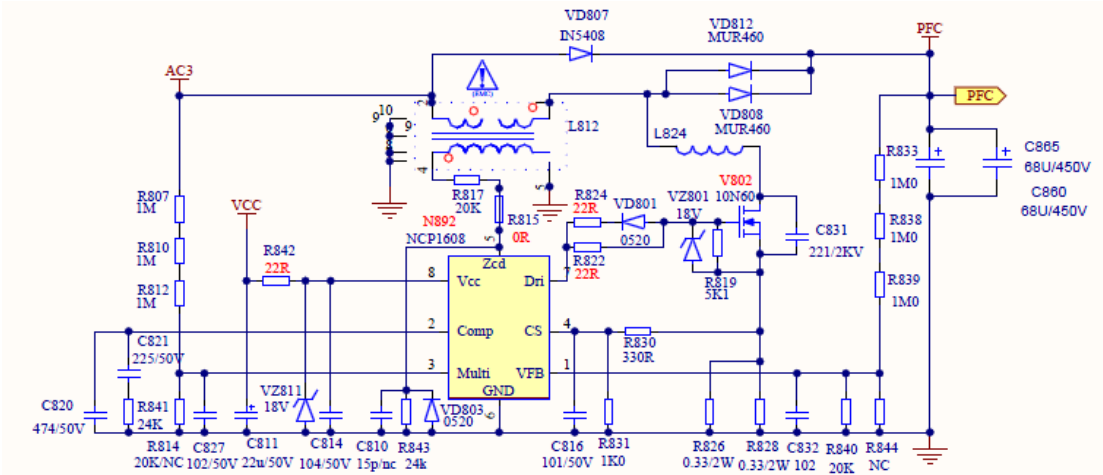 VD807
IN5408
VD812
MUR460
PFC
AC3
PFC
(EMC)
2
10
9
9
8
L812
VD808
MUR460
L824
R833
1M0
C865
68U/450V
C860
68U/450V
4
5
R817
20K
R815
0R
R824
22R
VD801
0520
VZ801
18V
V802
10N60
R807
1M
VCC
N892
NCP1608
5
R822
22R
C831
221/2KV
R838
1M0
R810
1M
R842
22R
8
Vcc
Zcd
Dri
7
R819
5K1
R839
1M0
R812
1M
2
Comp
CS
4
R830
330R
C821
225/50V
3
Multi
VFB
1
GND
6
C820
474/50V
R841
24K
VZ811
18V
VD803
0520
R814
20K/NC
C827
102/50V
C811
22u/50V
C814
104/50V
C810
15p/nc
R843
24k
C816
101/50V
R831
1K0
R826
0.33/2W
R828
0.33/2W
C832
102
R840
20K
R844
NC